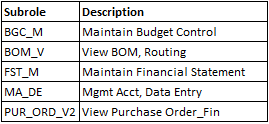 Subrole Description
BGC_M Maintain Budget Control
BOM_V View BOM, Routing
FST_M Maintain Financial Statement
MA_DE Mgmt Acct, Data Entry
PUR_ORD_V2 View Purchase Order_Fin